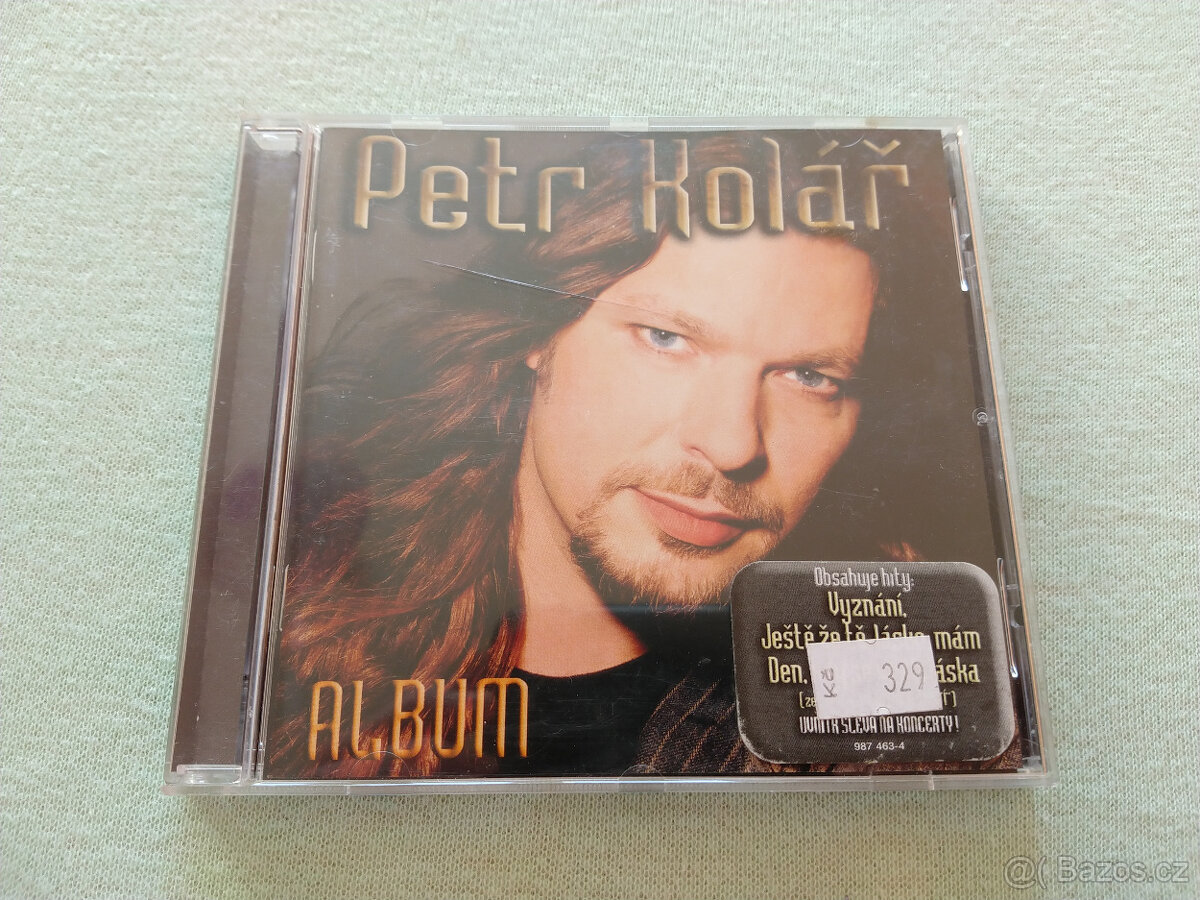 Petr Kolář
ALBUM
Obsahuje hity:
Vyznání,
Ještě že tě lásko mám
Den,
Kč 329
UVNITŘ SLEVA NA KONCERTY!
987 463-4
@( Bazos.cz